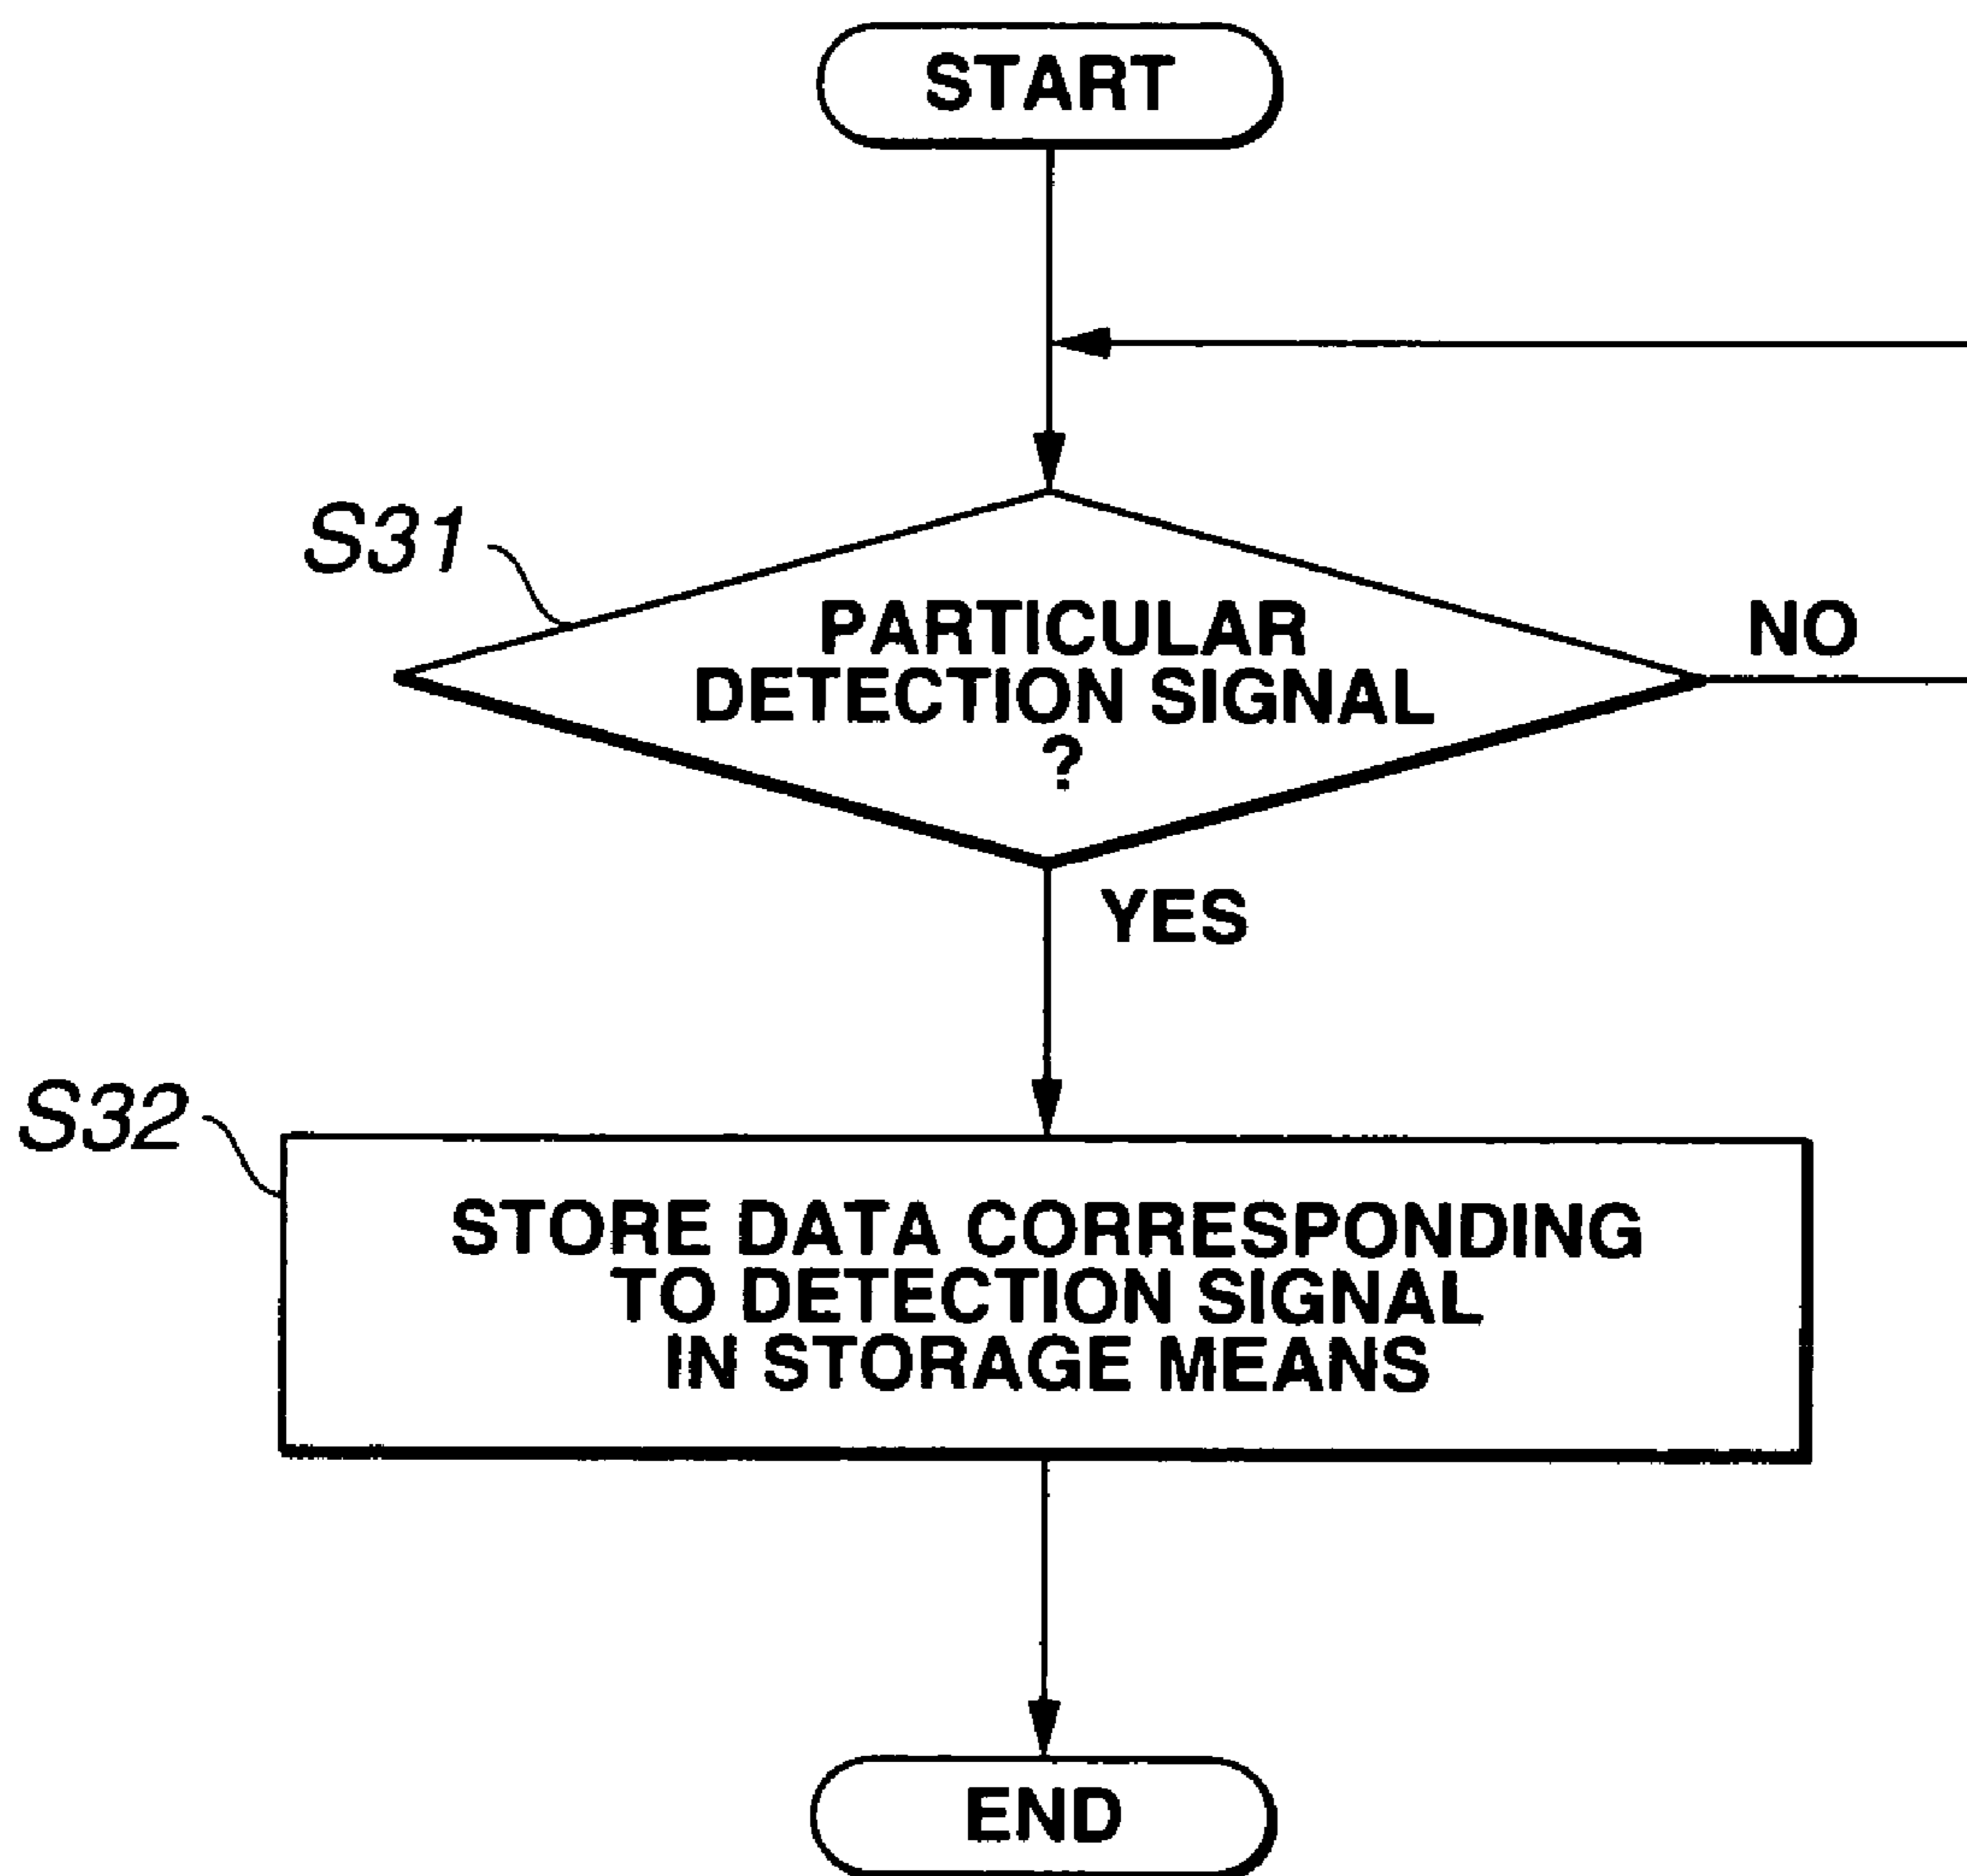 START
S31
PARTICULAR
DETECTION SIGNAL
?
NO
YES
S32
STORE DATA CORRESPONDING
TO DETECTION SIGNAL
IN STORAGE MEANS
END